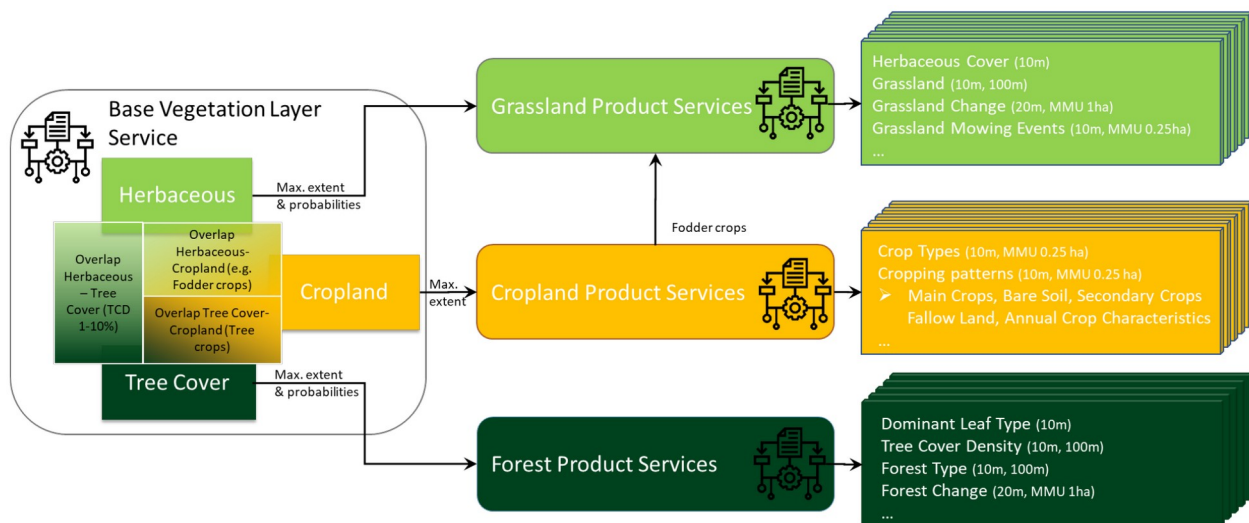 Base Vegetation Layer
Service
Herbaceous
Max. extent
& probabilities
Overlap
Herbaceous
– Tree
Cover (TCD
1-10%)
Overlap
Herbaceous-
Cropland (e.g.
Fodder crops)
Overlap Tree Cover-
Cropland (Tree
crops)
Cropland
Max.
extent
Tree Cover
Max. extent
& probabilities
Grassland Product Services
Fodder crops
Cropland Product Services
Forest Product Services
Herbaceous Cover (10m)
Grassland (10m, 100m)
Grassland Change (20m, MMU 1ha)
Grassland Mowing Events (10m, MMU 0.25ha)
...
Crop Types (10m, MMU 0.25 ha)
Cropping patterns (10m, MMU 0.25 ha)
➢ Main Crops, Bare Soil, Secondary Crops
Fallow Land, Annual Crop Characteristics
...
Dominant Leaf Type (10m)
Tree Cover Density (10m, 100m)
Forest Type (10m, 100m)
Forest Change (20m, MMU 1ha)
...